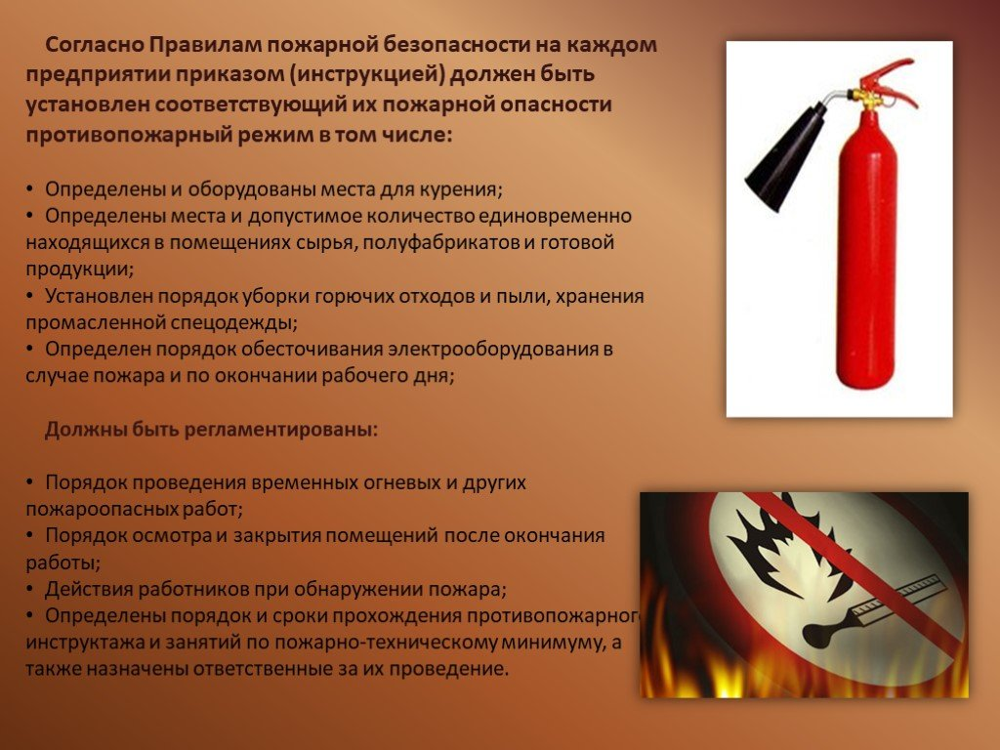 Согласно Правилам пожарной безопасности на каждом
предприятии приказом (инструкцией) должен быть
установлен соответствующий их пожарной опасности
противопожарный режим в том числе:
• Определены и оборудованы места для курения;
• Определены места и допустимое количество единовременно
находящихся в помещениях сырья, полуфабрикатов и готовой
продукции;
• Установлен порядок уборки горючих отходов и пыли, хранения
промасленной спецодежды;
• Определен порядок обесточивания электрооборудования в
случае пожара и по окончании рабочего дня;
Должны быть регламентированы:
• Порядок проведения временных огневых и других
пожароопасных работ;
• Порядок осмотра и закрытия помещений после окончания
работы;
• Действия работников при обнаружении пожара;
• Определены порядок и сроки прохождения противопожарного
инструктажа и занятий по пожарно-техническому минимуму, а
также назначены ответственные за их проведение.